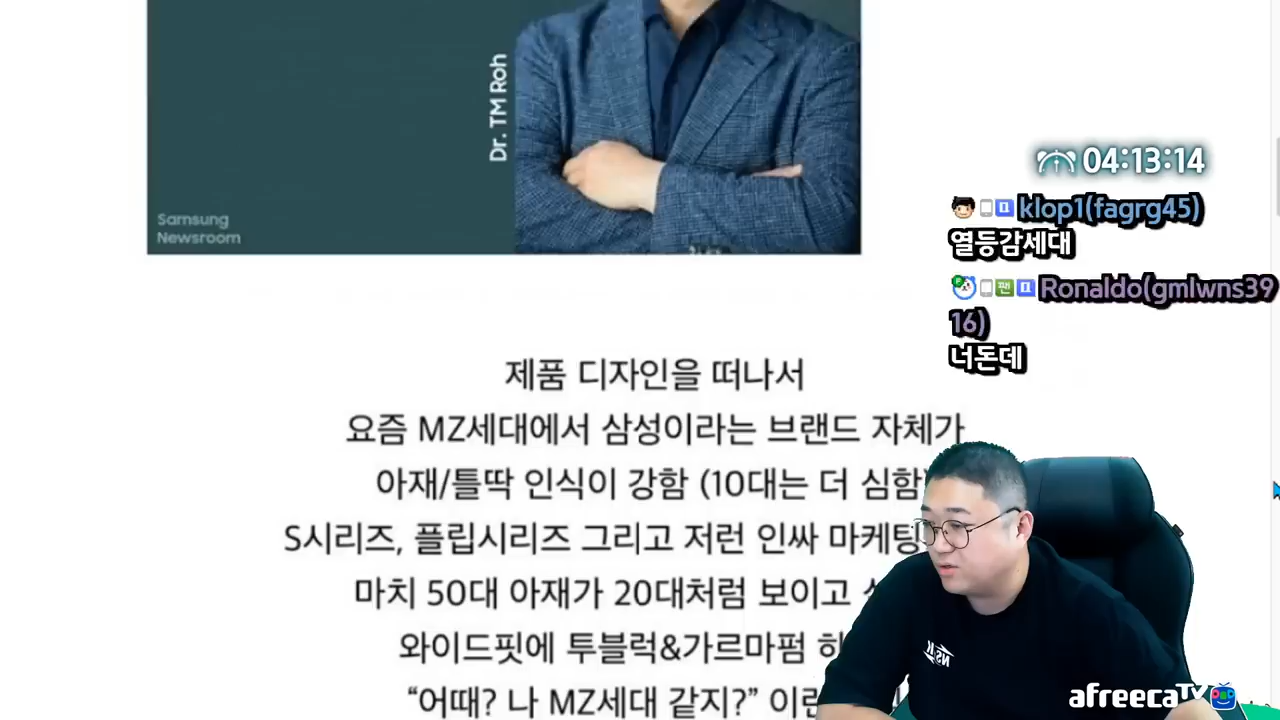 Dr. TM Roh
Samsung
Newsroom
04:13:14
klop1(fagrg45)
열등감세대
팬
Ronaldo(gmlwns39
16)
너돈데
제품 디자인을 떠나서
요즘 MZ세대에서 삼성이라는 브랜드 자체가
아재/틀딱 인식이 강함 (10대는 더 심함)
S시리즈, 플립시리즈 그리고 저런 인싸 마케팅
마치 50대 아재가 20대처럼 보이고
와이드핏에 투블럭&가르마펌
“어때? 나 MZ세대 같지?”
afreecaTV